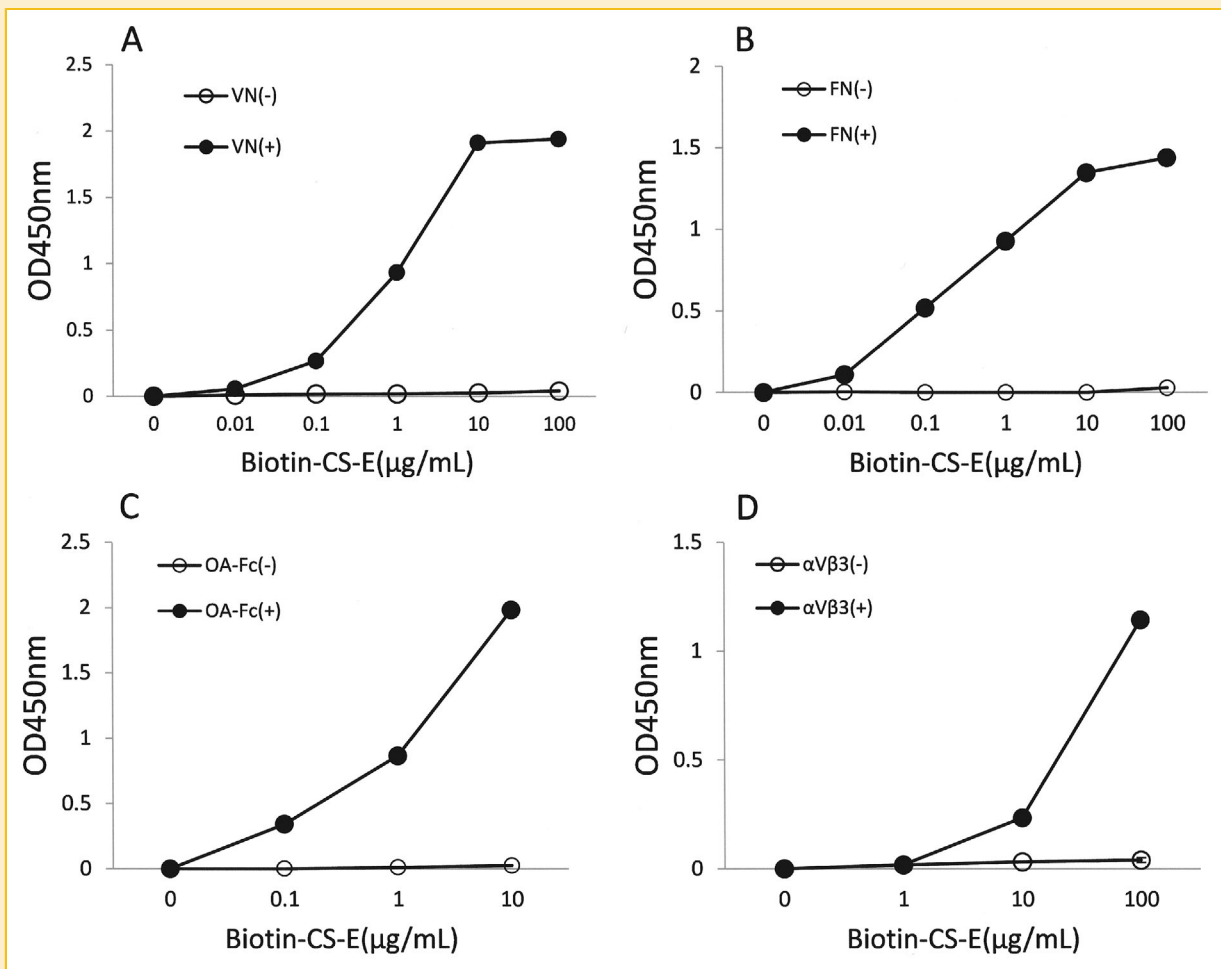 A
OD450nm
2.5
2
1.5
1
0.5
0
VN(-)
VN(+)
0 0.01 0.1 1 10 100
Biotin-CS-E(μg/mL)
B
OD450nm
2
1.5
1
0.5
0
FN(-)
FN(+)
0 0.01 0.1 1 10 100
Biotin-CS-E(μg/mL)
C
OD450nm
2.5
2
1.5
1
0.5
0
OA-Fc(-)
OA-Fc(+)
0 0.1 1 10
Biotin-CS-E(μg/mL)
D
OD450nm
1.5
1
0.5
0
αVβ3(-)
αVβ3(+)
0 1 10 100
Biotin-CS-E(μg/mL)